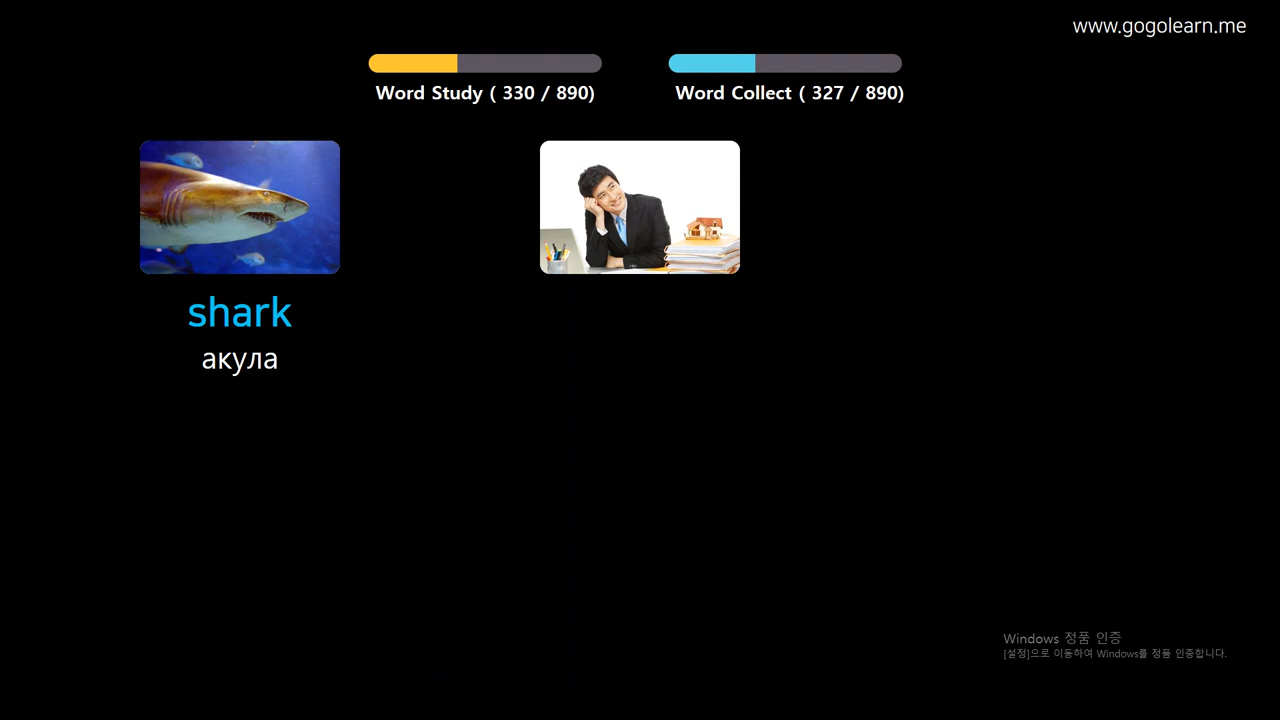 www.gogolearn.me
Word Study ( 330 / 890)
Word Collect ( 327 / 890)
shark
акула
Windows 정품 인증
[설정]으로 이동하여 Windows를 정품 인증합니다.